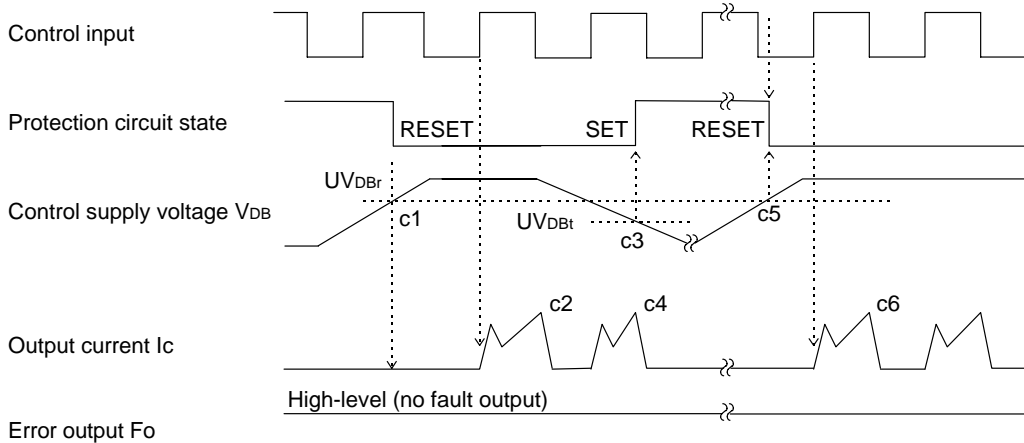 Control input
Protection circuit state
RESET
SET
RESET
UVDBr
Control supply voltage VDB
c1
UVDBt
c3
c5
c2
c4
c6
Output current Ic
High-level (no fault output)
Error output Fo